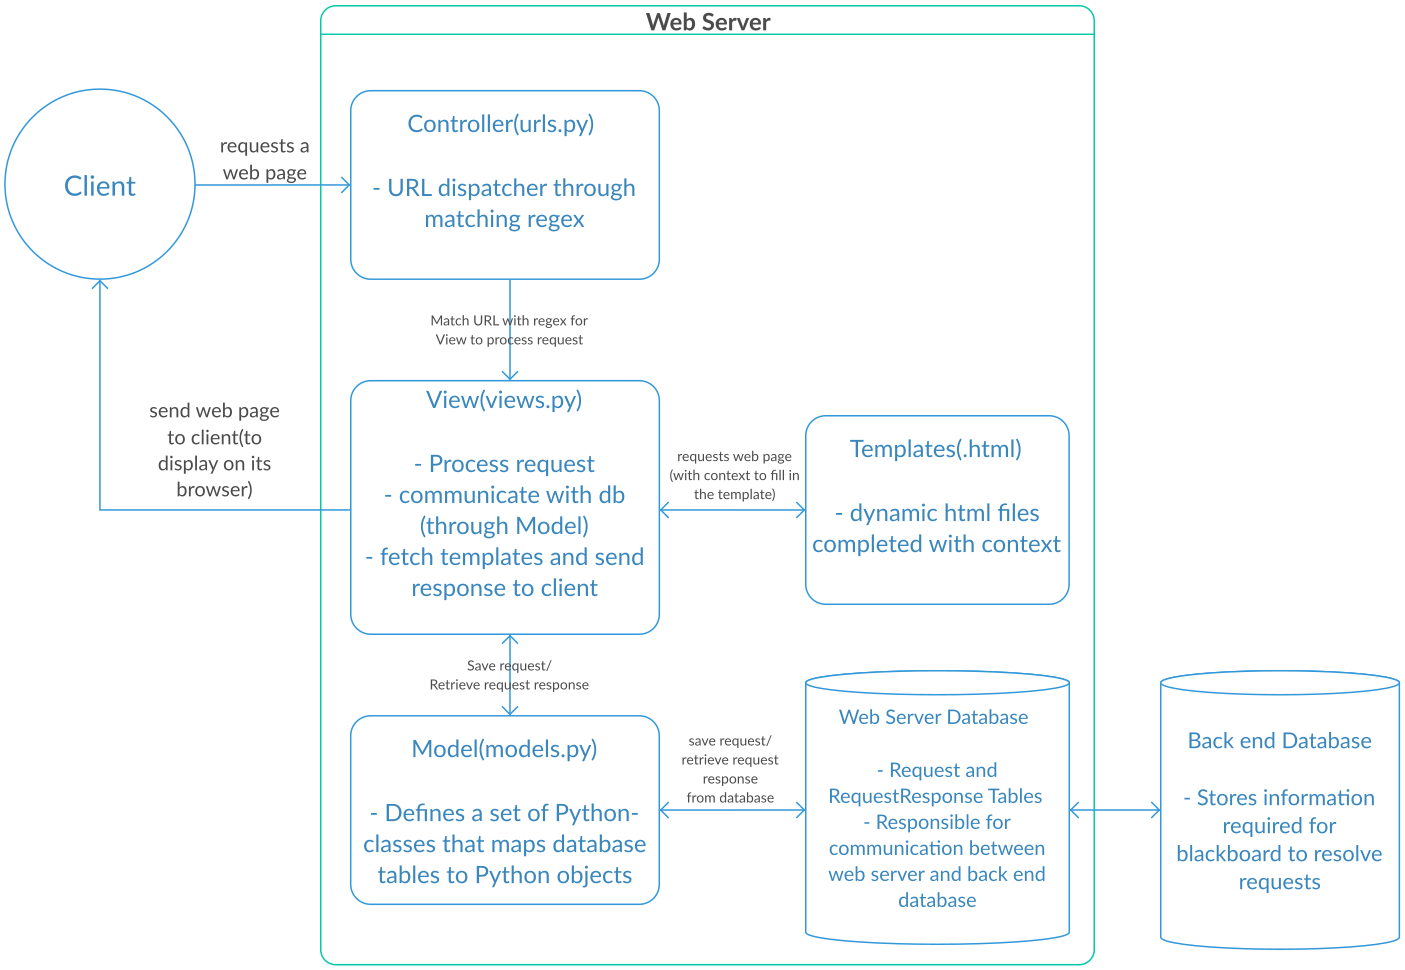 Web Server
Client
requests a
web page
Controller(urls.py)
- URL dispatcher through
matching regex
Match URL with regex for
View to process request
send web page
to client(to
display on its
browser)
View(views.py)
- Process request
- communicate with db
(through Model)
- fetch templates and send
response to client
requests web page
(with context to fill in
the template)
Templates(.html)
- dynamic html files
completed with context
Save request/
Retrieve request response
Model(models.py)
- Defines a set of Python-
classes that maps database
tables to Python objects
save request/
retrieve request
response
from database
Web Server Database
- Request and
RequestResponse Tables
- Responsible for
communication between
web server and back end
database
Back end Database
- Stores information
required for
blackboard to resolve
requests